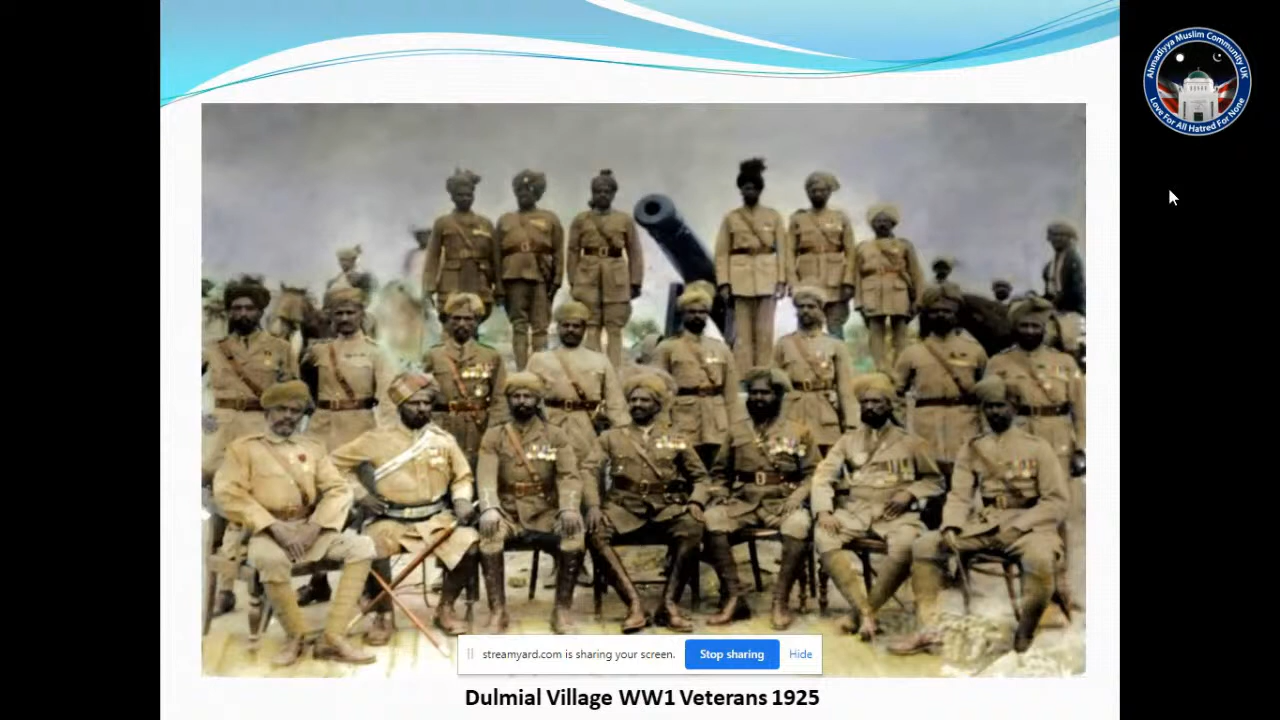 Ahmadiyya Muslim Community UK
Love For All Hatred For None
streamyard.com is sharing your screen.
Stop sharing
Hide
Dulmial Village WW1 Veterans 1925